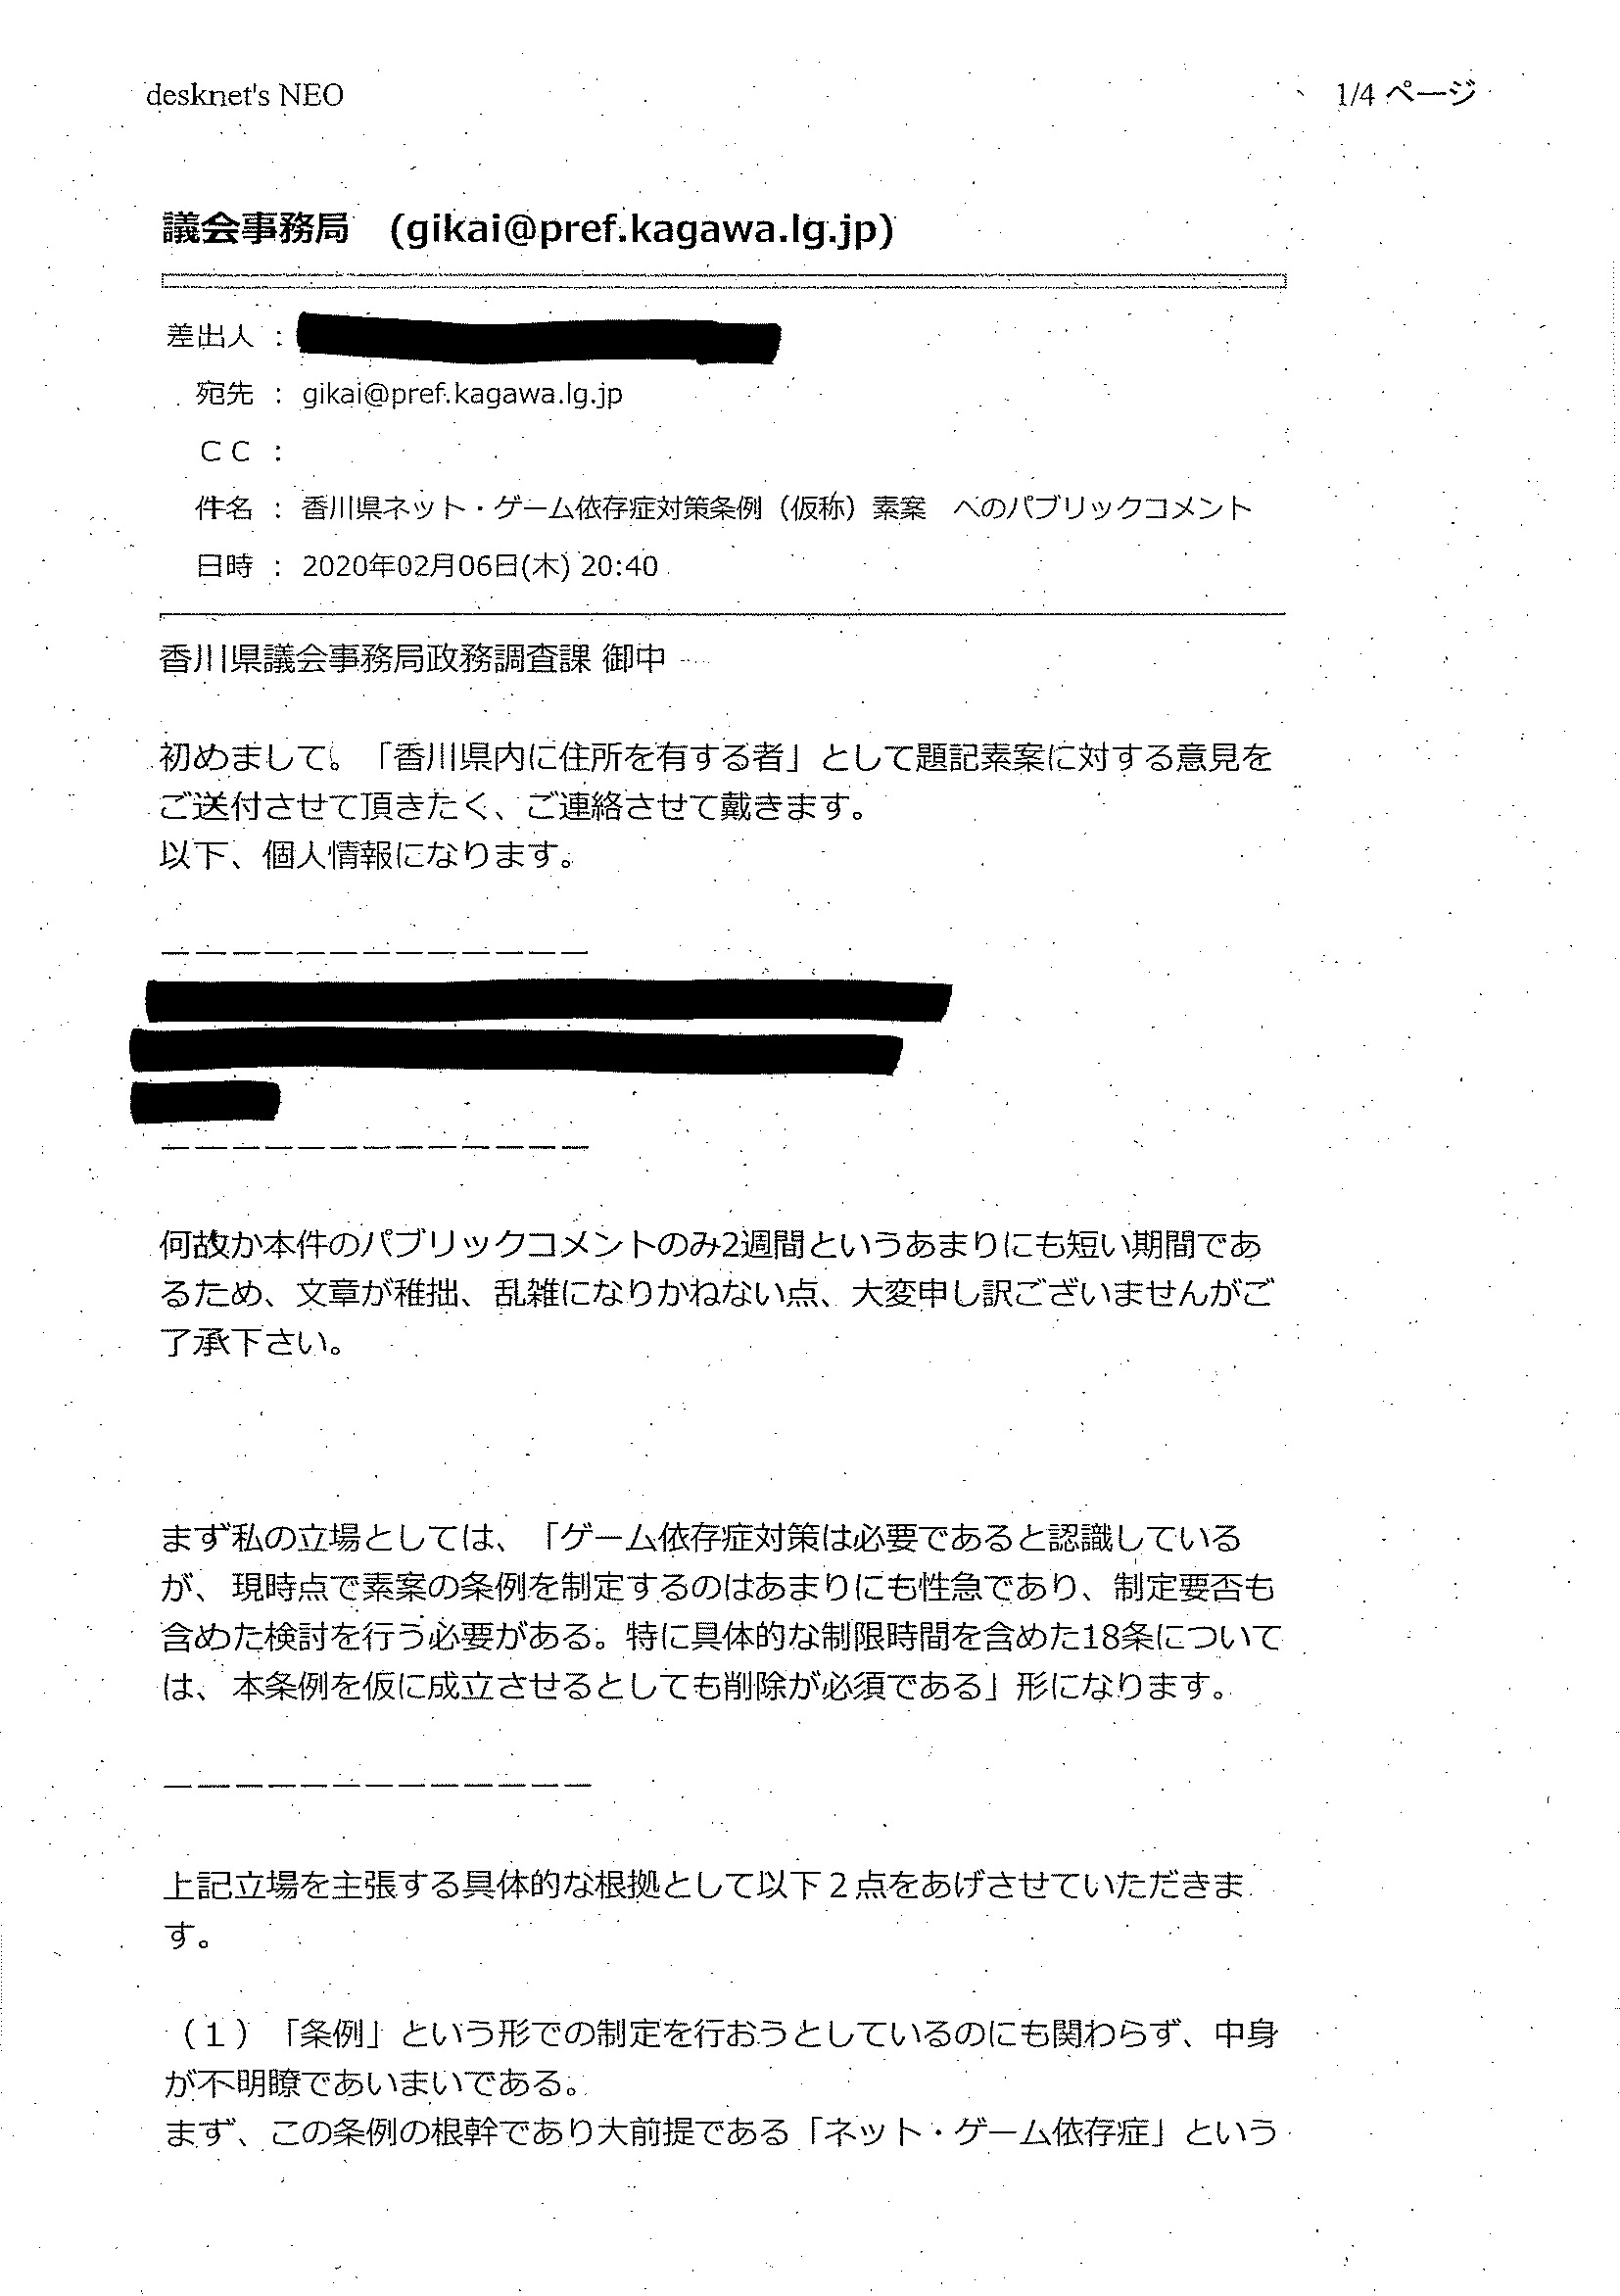 desknet's NEO
1/4 ページ
議会事務局　(gikai@pref.kagawa.lg.jp)
差出人 :
宛先 : gikai@pref.kagawa.lg.jp
ＣＣ :
件名 : 香川県ネット・ゲーム依存症対策条例（仮称）素案　へのパブリックコメント
日時 : 2020年02月06日(木) 20:40
香川県議会事務局政務調査課 御中
初めまして。「香川県内に住所を有する者」として題記素案に対する意見を
ご送付させて頂きたく、ご連絡させて戴きます。
以下、個人情報になります。
－－－－－－－－－－－－－
－－－－－－－－－－－－－
何故か本件のパブリックコメントのみ2週間というあまりにも短い期間であ
るため、文章が稚拙、乱雑になりかねない点、大変申し訳ございませんがご
了承下さい。
まず私の立場としては、「ゲーム依存症対策は必要であると認識している
が、現時点で素案の条例を制定するのはあまりにも性急であり、制定要否も
含めた検討を行う必要がある。特に具体的な制限時間を含めた18条について
は、本条例を仮に成立させるとしても削除が必須である」形になります。
－－－－－－－－－－－－－
上記立場を主張する具体的な根拠として以下２点をあげさせていただきま
す。
（１）「条例」という形での制定を行おうとしているのにも関わらず、中身
が不明瞭であいまいである。
まず、この条例の根幹であり大前提である「ネット・ゲーム依存症」という